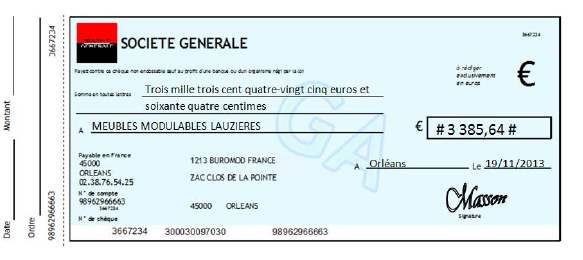 3667234
98962966663
Montant
Date
Ordre
SOCIETE GENERALE
SOCIETE GENERALE
3667234
Payez contre ce chèque non endossable sauf au profit d'une banque ou d'un organisme régi par la loi
à rédiger
exclusivement
en euros
€
Somme en toutes lettres
Trois mille trois cent quatre-vingt cinq euros et
soixante quatre centimes
A MEUBLES MODULABLES LAUZIERES
€ # 3 385,64 #
GA
Payable en France
45000
ORLEANS
02.38.76.54.25
N° de compte
98962966663
3667234
N° de chèque
1213 BUROMOD FRANCE
ZAC CLOS DE LA POINTE
45000 ORLEANS
A Orléans Le 19/11/2013
Masson
Signature
3667234 300030097030 98962966663